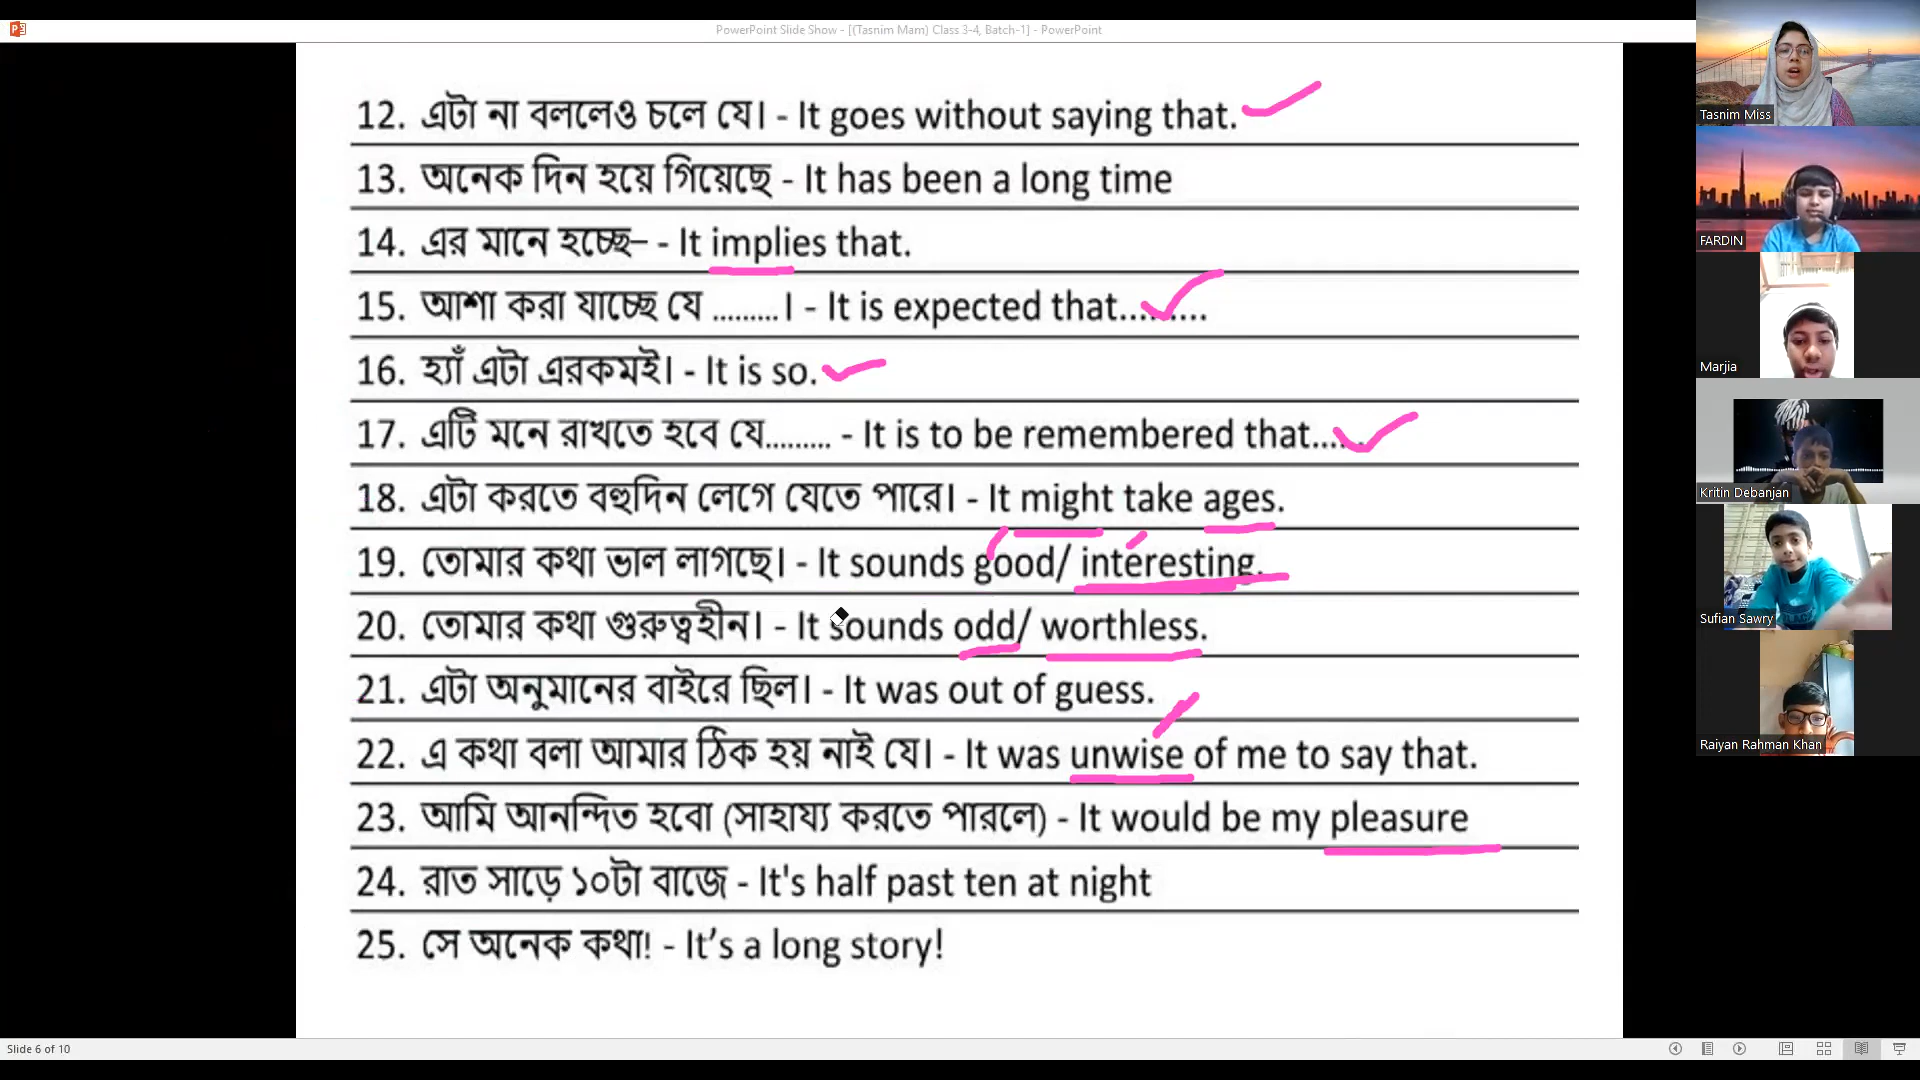 PowerPoint Slide Show - [(Tasnim Mam) Class 3-4, Batch-1] - PowerPoint
12. এটা না বললেও চলে যে। - It goes without saying that.
13. অনেক দিন হয়ে গিয়েছে - It has been a long time
14. এর মানে হচ্ছে– - It implies that.
15. আশা করা যাচ্ছে যে .........। - It is expected that.........
16. হ্যাঁ এটা এরকমই। - It is so.
17. এটি মনে রাখতে হবে যে......... - It is to be remembered that......
18. এটা করতে বহুদিন লেগে যেতে পারে। - It might take ages.
19. তোমার কথা ভাল লাগছে। - It sounds good/ interesting.
20. তোমার কথা গুরুত্বহীন। - It sounds odd/ worthless.
21. এটা অনুমানের বাইরে ছিল। - It was out of guess.
22. এ কথা বলা আমার ঠিক হয় নাই যে। - It was unwise of me to say that.
23. আমি আনন্দিত হবো (সাহায্য করতে পারলে) - It would be my pleasure
24. রাত সাড়ে ১০টা বাজে - It's half past ten at night
25. সে অনেক কথা! - It’s a long story!
Slide 6 of 10
Tasnim Miss
FARDIN
Marjia
Kritin Debanjan
Sufian Sawry
Raiyan Rahman Khan